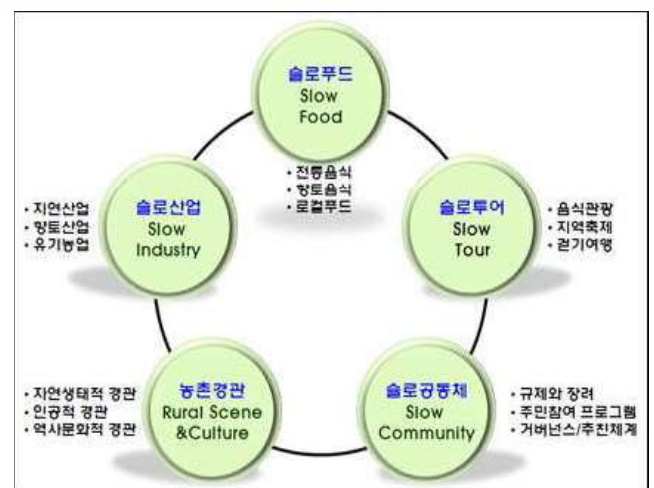 슬로푸드
Slow
Food
• 전통음식
• 향토음식
• 로컬푸드
슬로투어
Slow
Tour
• 음식관광
• 지역축제
• 걷기여행
슬로공동체
Slow
Community
• 규제와 장려
• 주민참여 프로그램
• 거버넌스/추진체계
농촌경관
Rural Scene
&Culture
• 자연생태적 경관
• 인공적 경관
• 역사문화적 경관
슬로산업
Slow
Industry
• 지연산업
• 향토산업
• 유기농업